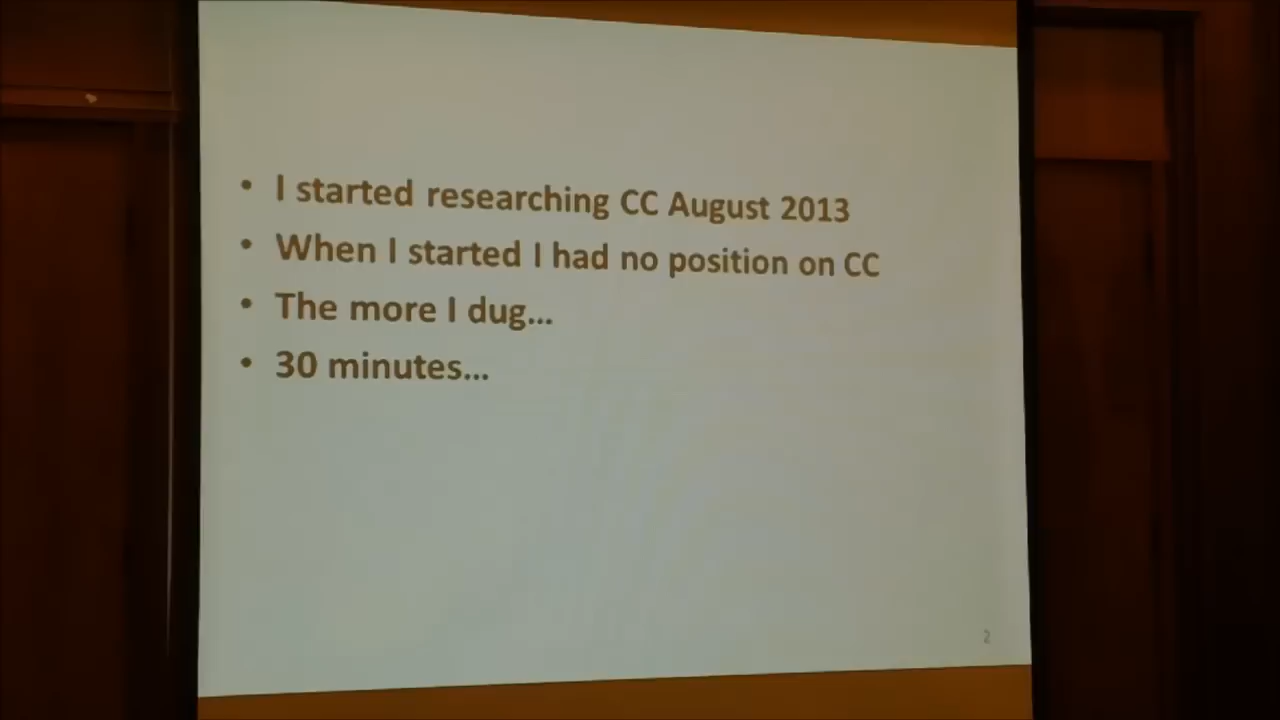 • I started researching CC August 2013
• When I started I had no position on CC
• The more I dug...
• 30 minutes...
2